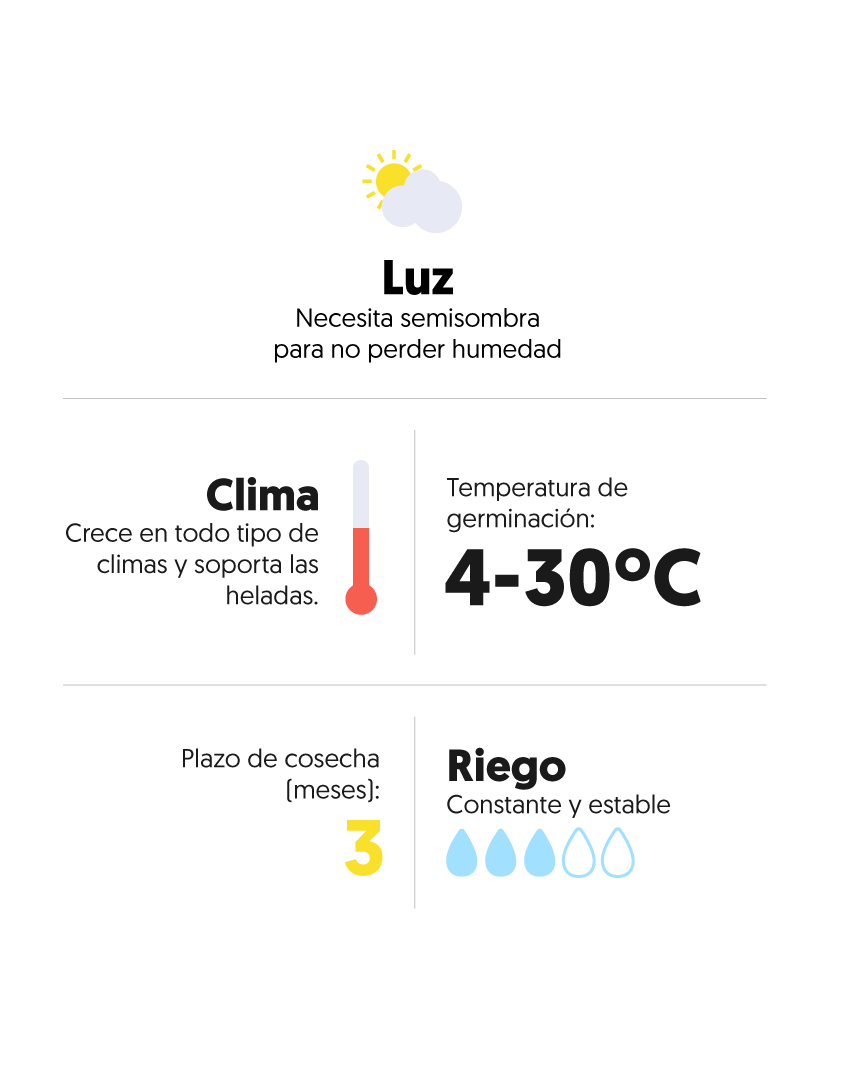 Luz
Necesita semisombra
para no perder humedad
Clima
Crece en todo tipo de
climas y soporta las
heladas.
Temperatura de
germinación:
4-30ºC
Plazo de cosecha
(meses):
3
Riego
Constante y estable